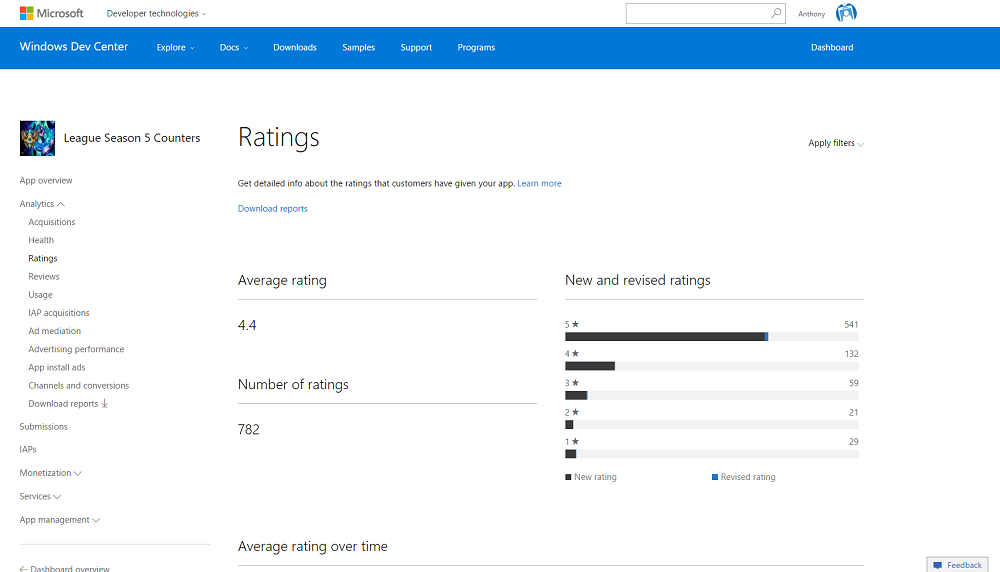 Microsoft Developer technologies Anthony
Windows Dev Center Explore Docs Downloads Samples Support Programs Dashboard
League Season 5 Counters
App overview
Analytics
Acquisitions
Health
Ratings
Reviews
Usage
IAP acquisitions
Ad mediation
Advertising performance
App install ads
Channels and conversions
Download reports
Submissions
IAPs
Monetization
Services
App management
Dashboard overview
Ratings
Apply filters
Get detailed info about the ratings that customers have given your app. Learn more
Download reports
Average rating
4.4
Number of ratings
782
New and revised ratings
5 ★ 541
4 ★ 132
3 ★ 59
2 ★ 21
1 ★ 29
New rating Revised rating
Average rating over time
Feedback